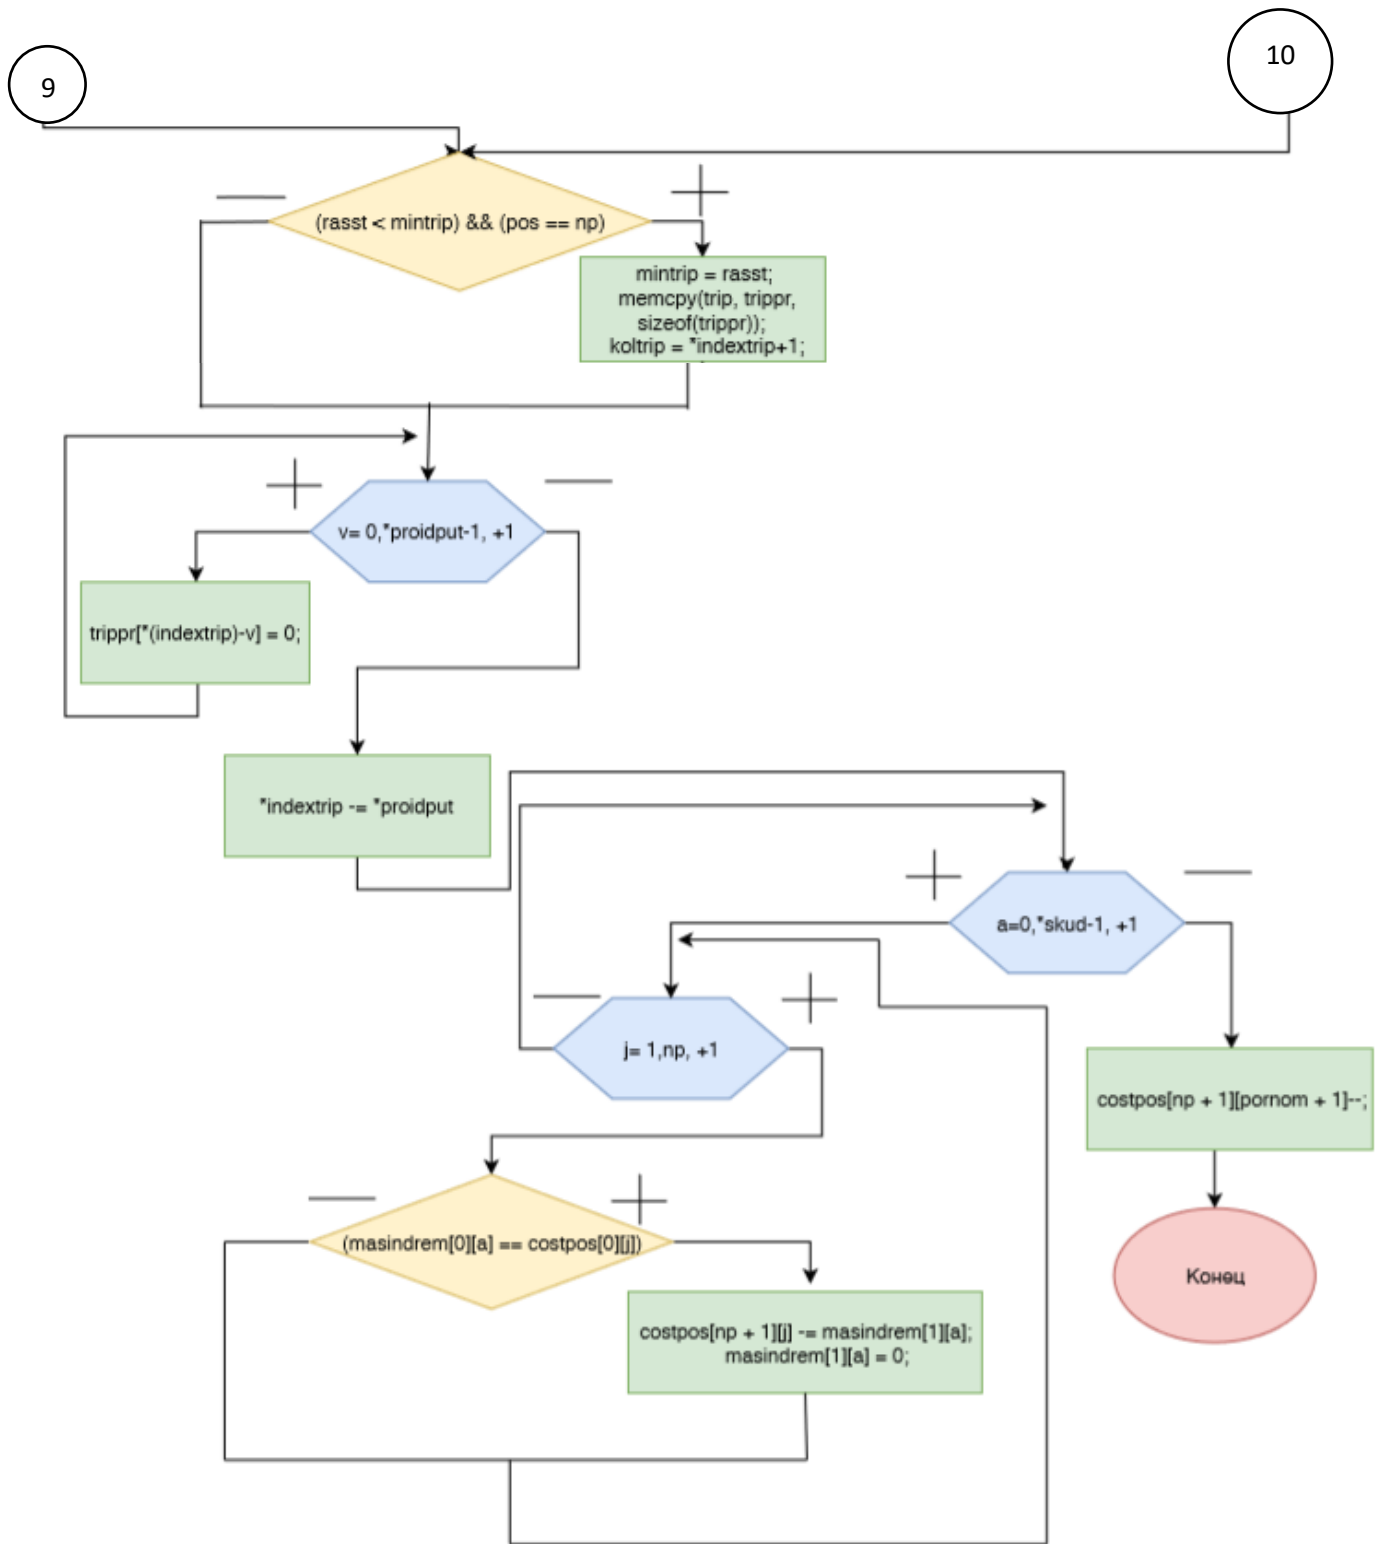 9
10
(rasst < mintrip) && (pos == np)
mintrip = rasst;
memcpy(trip, trippr,
sizeof(trippr));
koltrip = *indextrip+1;
v= 0,*proidput-1, +1
trippr[*(indextrip)-v] = 0;
*indextrip -= *proidput
a=0,*skud-1, +1
j= 1,np, +1
costpos[np + 1][pornom + 1]--;
(masindrem[0][a] == costpos[0][j])
Конец
costpos[np + 1][j] -= masindrem[1][a];
masindrem[1][a] = 0;